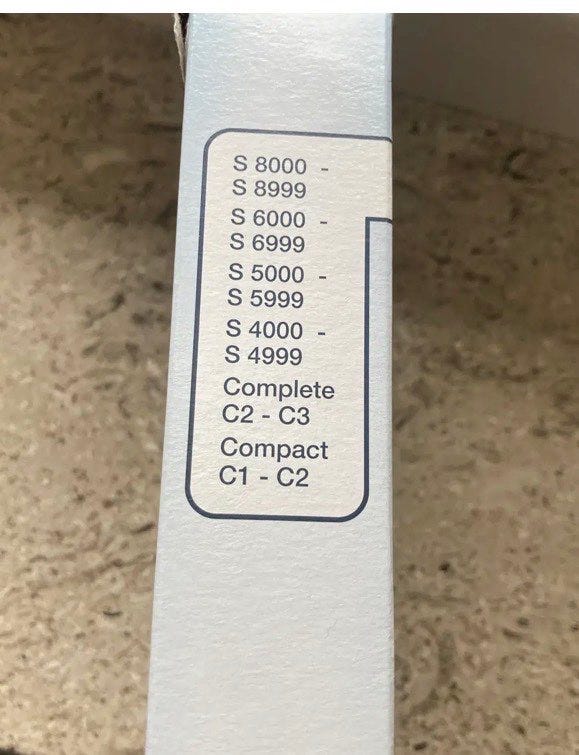 S 8000 -
S 8999
S 6000 -
S 6999
S 5000 -
S 5999
S 4000 -
S 4999
Complete
C2 - C3
Compact
C1 - C2